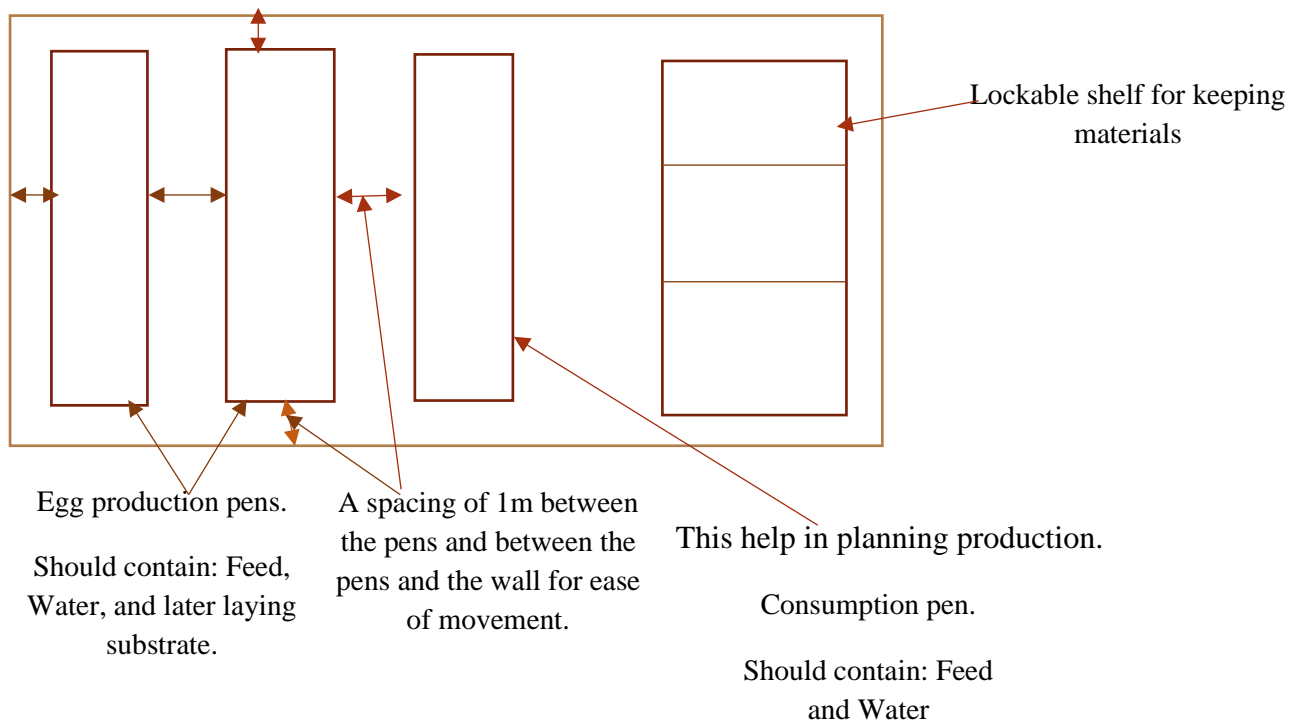 Lockable shelf for keeping
materials
Egg production pens.
Should contain: Feed,
Water, and later laying
substrate.
A spacing of 1m between
the pens and between the
pens and the wall for ease
of movement.
This help in planning production.
Consumption pen.
Should contain: Feed
and Water